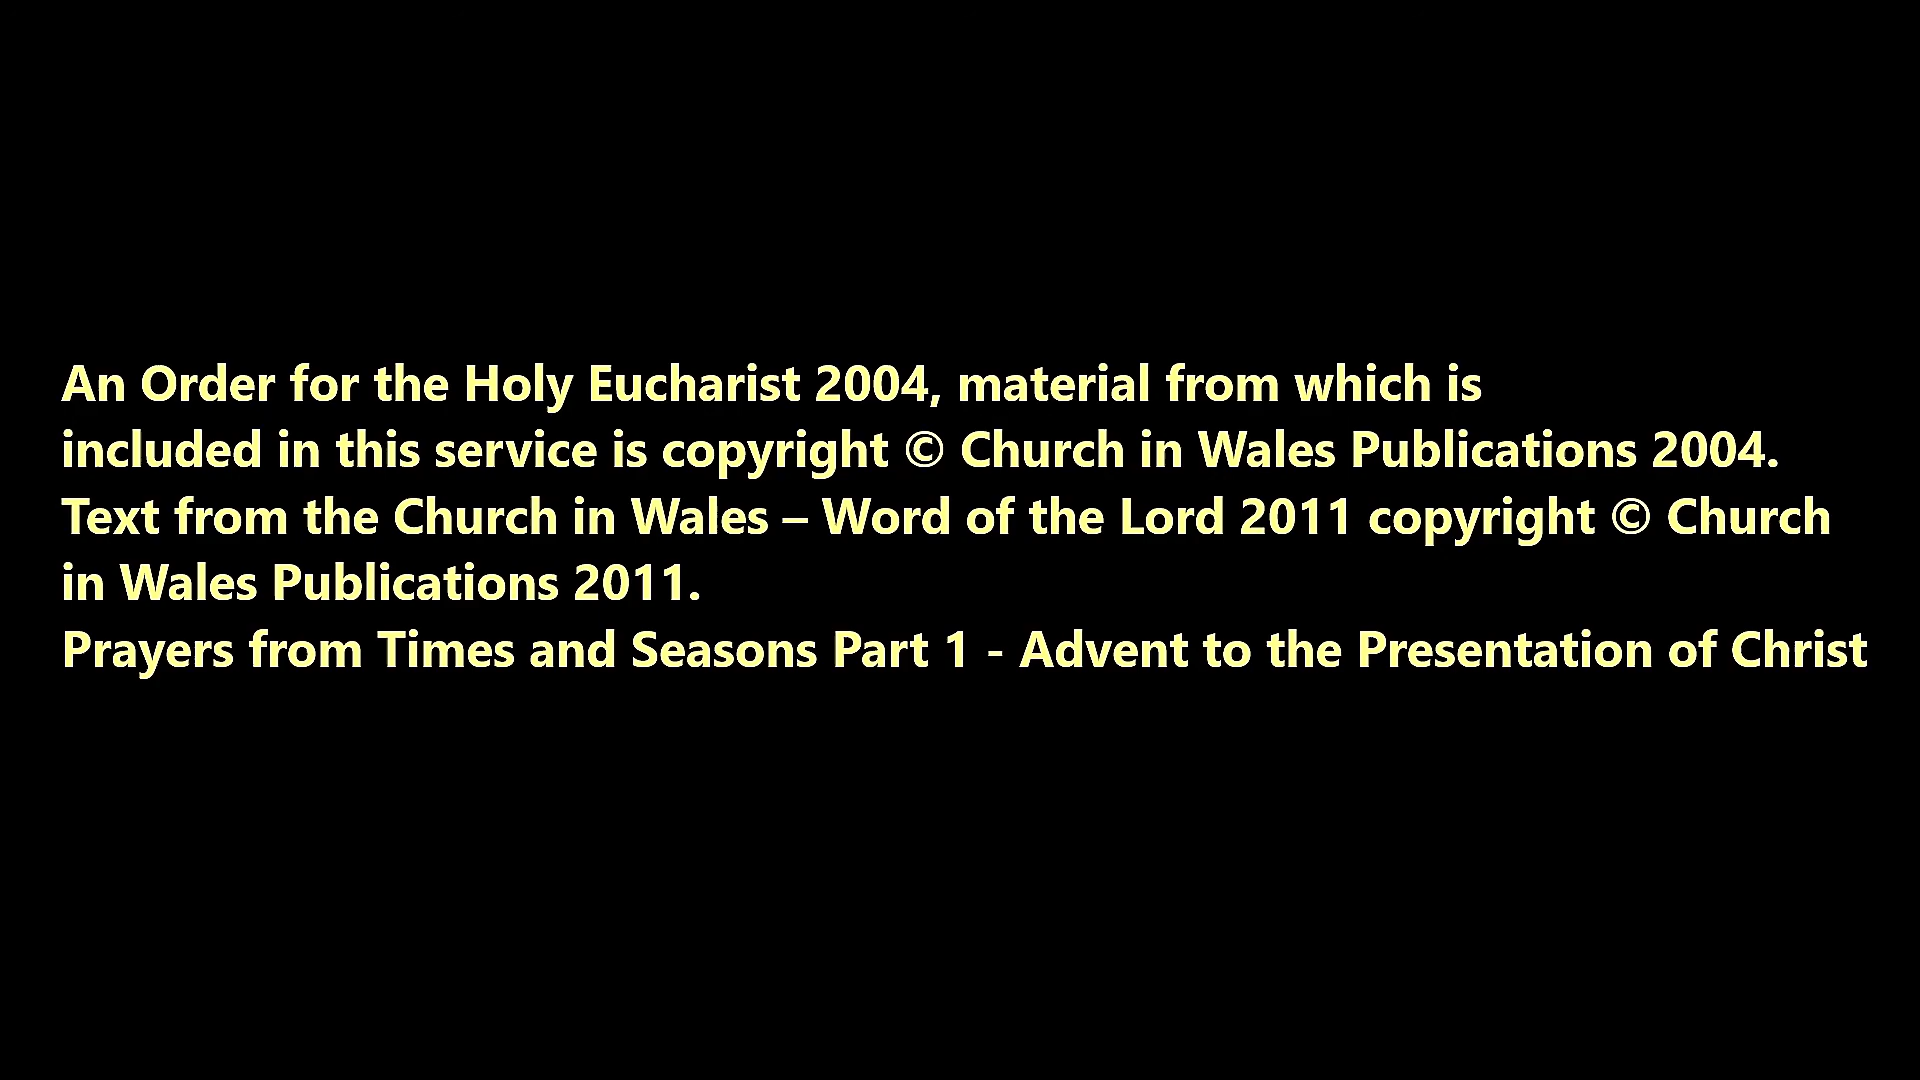 An Order for the Holy Eucharist 2004, material from which is
included in this service is copyright © Church in Wales Publications 2004.
Text from the Church in Wales – Word of the Lord 2011 copyright © Church
in Wales Publications 2011.
Prayers from Times and Seasons Part 1 - Advent to the Presentation of Christ